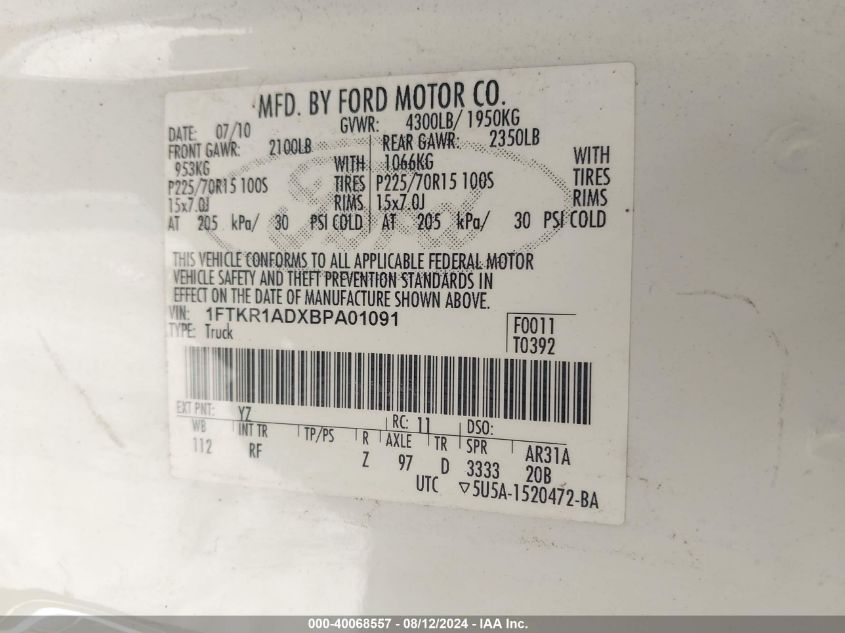 MFD. BY FORD MOTOR CO.
DATE: 07/10 GVWR: 4300LB/ 1950KG
FRONT GAWR: 2100LB REAR GAWR: 2350LB
953KG WITH 1066KG WITH
P225/70R15 100S TIRES P225/70R15 100S TIRES
15x7.0J RIMS 15x7.0J RIMS
AT 205 kPa/ 30 PSI COLD AT 205 kPa/ 30 PSI COLD
THIS VEHICLE CONFORMS TO ALL APPLICABLE FEDERAL MOTOR
VEHICLE SAFETY AND THEFT PREVENTION STANDARDS IN
EFFECT ON THE DATE OF MANUFACTURE SHOWN ABOVE.
VIN: 1FTKR1ADXBPA01091 F0011
TYPE: Truck T0392
EXT PNT: YZ RC: 11 DSO:
WB INT TR TP/PS R AXLE TR SPR AR31A
112 RF Z 97 D 3333 20B
UTC ▽5U5A-1520472-BA
000-40068557 - 08/12/2024 - IAA Inc.